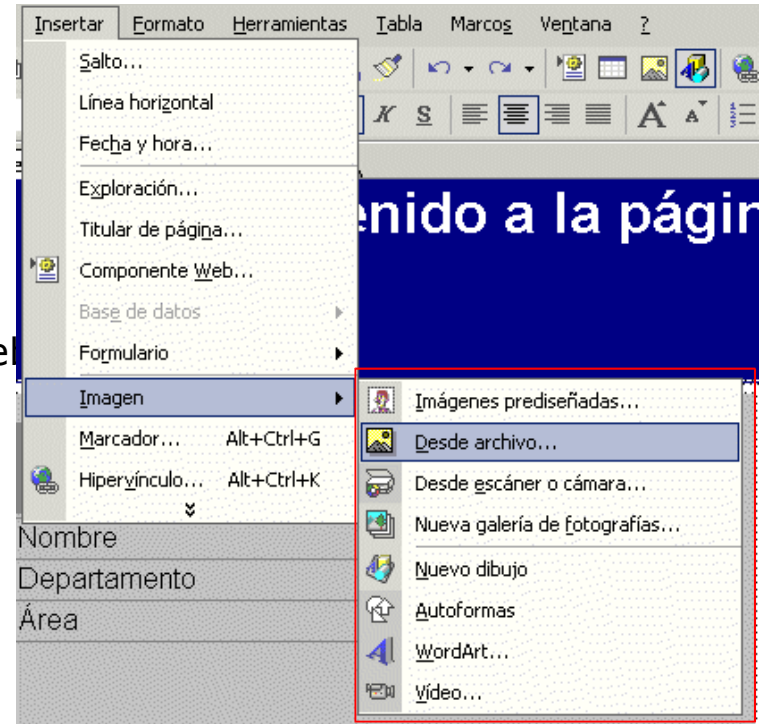 Insertar Formato Herramientas Tabla Marcos Ventana ?
Salto...
Línea horizontal
K S A A
Fecha y hora...
Exploración...
enido a la págin
Titular de página...
Componente Web...
Base de datos
Formulario
Imagen
Imágenes prediseñadas...
Marcador... Alt+Ctrl+G
Desde archivo...
Hipervínculo... Alt+Ctrl+K
Desde escáner o cámara...
Nueva galería de fotografías...
Nombre
Nuevo dibujo
Departamento
Autoformas
Área
WordArt...
Vídeo...